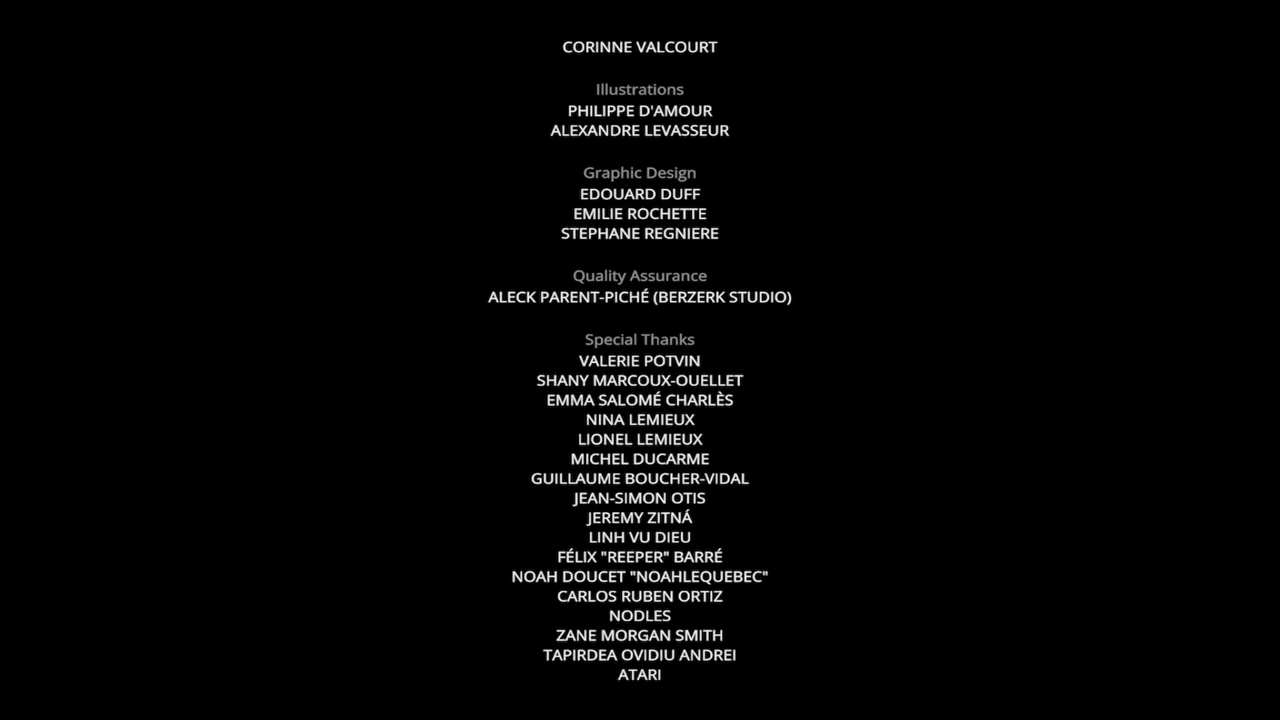 CORINNE VALCOURT
Illustrations
PHILIPPE D'AMOUR
ALEXANDRE LEVASSEUR
Graphic Design
EDOUARD DUFF
EMILIE ROCHETTE
STEPHANE REGNIERE
Quality Assurance
ALECK PARENT-PICHÉ (BERZERK STUDIO)
Special Thanks
VALERIE POTVIN
SHANY MARCOUX-OUELLET
EMMA SALOMÉ CHARLÈS
NINA LEMIEUX
LIONEL LEMIEUX
MICHEL DUCARME
GUILLAUME BOUCHER-VIDAL
JEAN-SIMON OTIS
JEREMY ZITNÁ
LINH VU DIEU
FÉLIX "REEPER" BARRÉ
NOAH DOUCET "NOAHLEQUEBEC"
CARLOS RUBEN ORTIZ
NODLES
ZANE MORGAN SMITH
TAPIRDEA OVIDIU ANDREI
ATARI